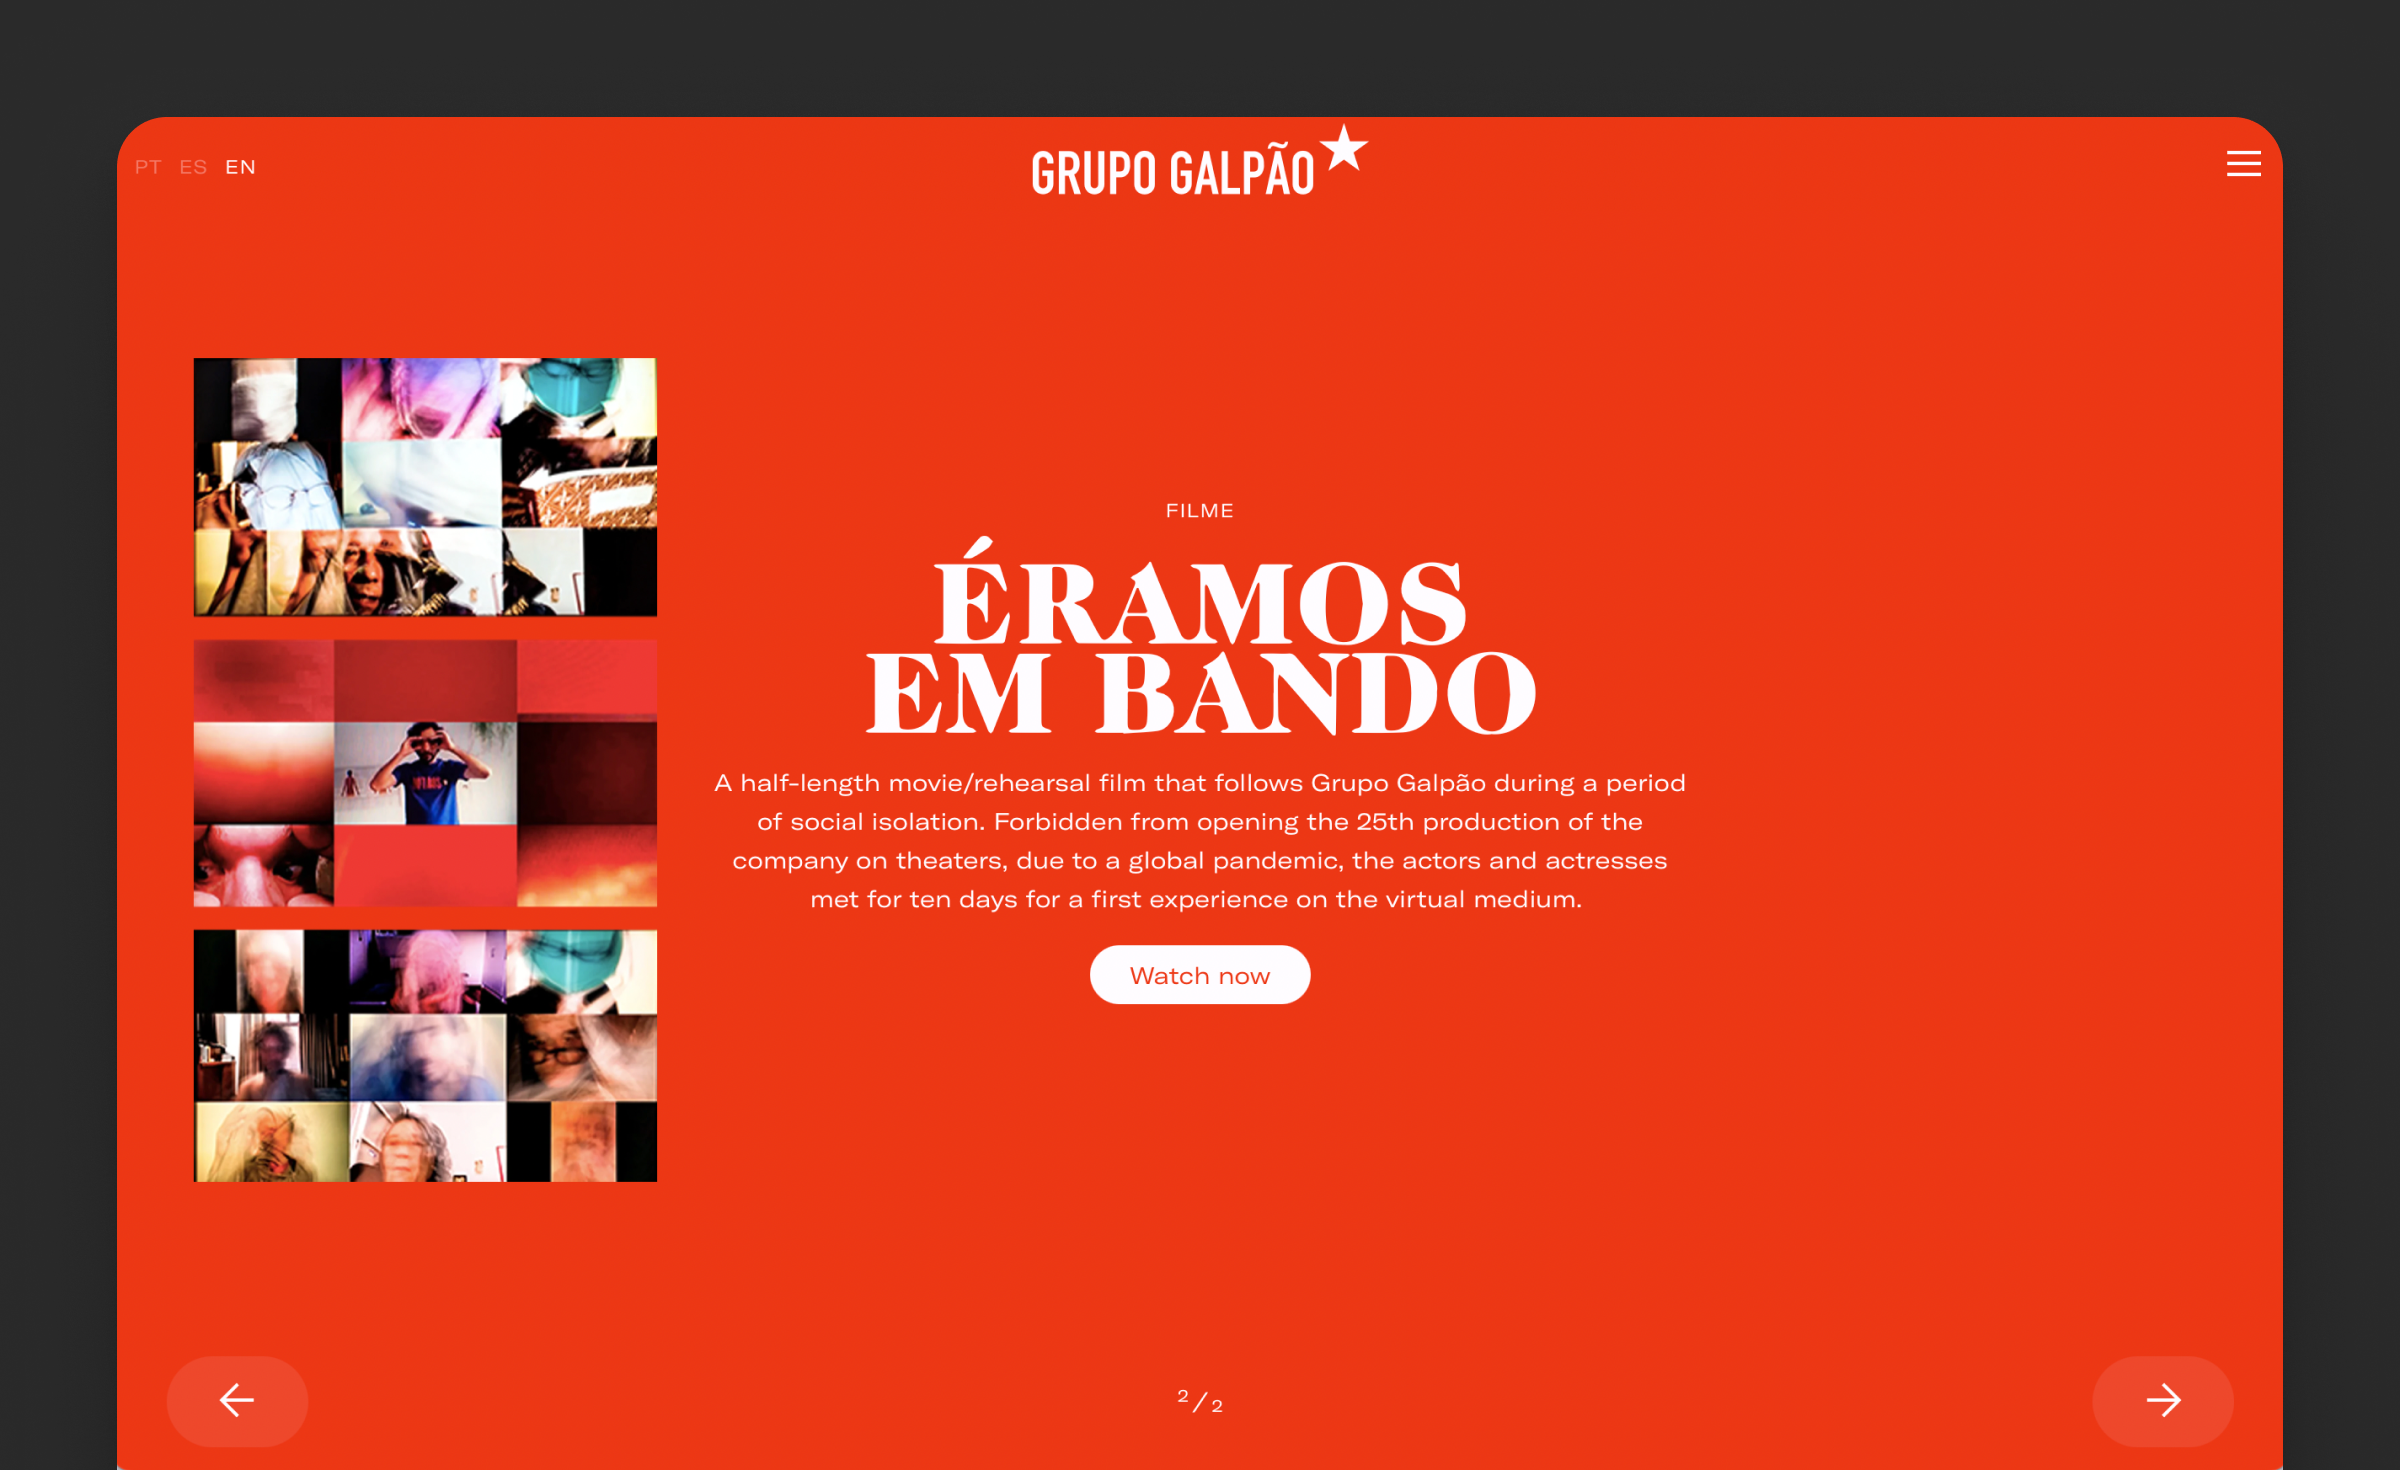 PT ES EN
GRUPO GALPÃO
FILME
ÉRAMOS
EM BANDO
A half-length movie/rehearsal film that follows Grupo Galpão during a period
of social isolation. Forbidden from opening the 25th production of the
company on theaters, due to a global pandemic, the actors and actresses
met for ten days for a first experience on the virtual medium.
Watch now
2/2